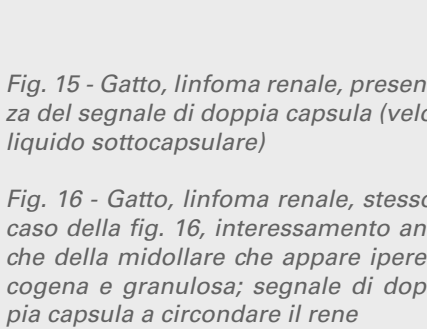 Fig. 15 - Gatto, linfoma renale, presen
za del segnale di doppia capsula (velo
liquido sottocapsulare)
Fig. 16 - Gatto, linfoma renale, stesso
caso della fig. 16, interessamento an
che della midollare che appare ipere
cogena e granulosa; segnale di dop
pia capsula a circondare il rene